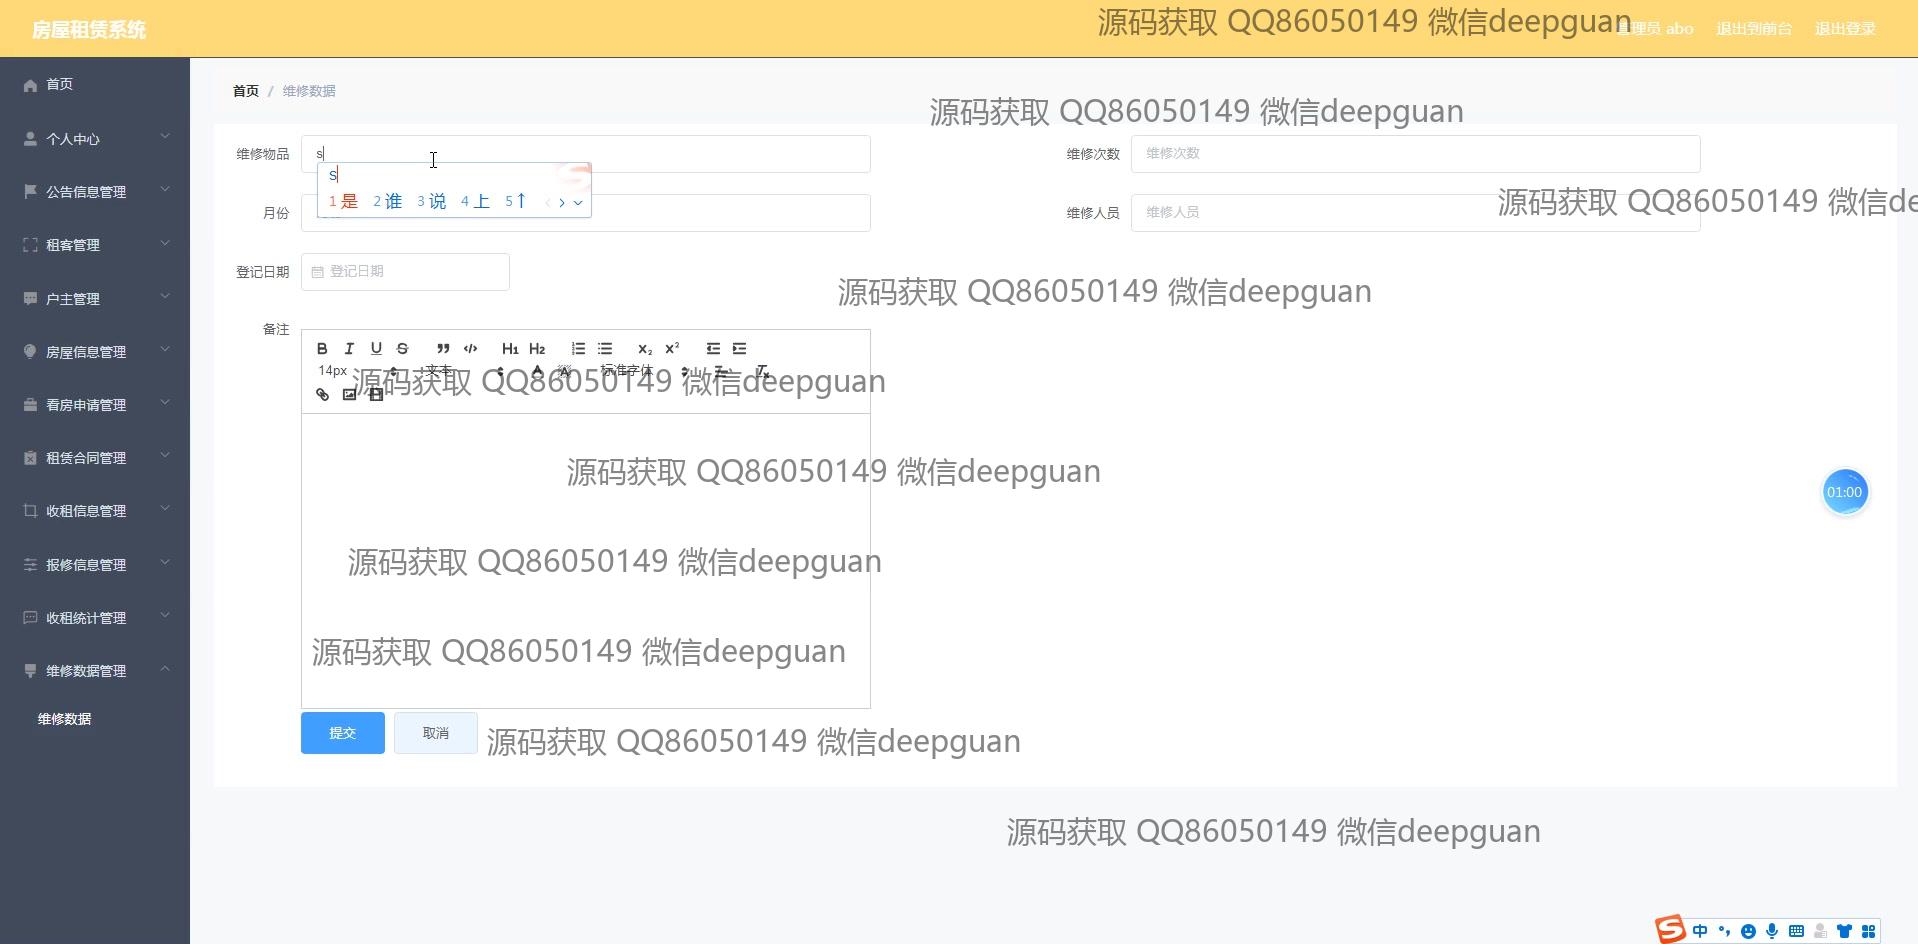 房屋租赁系统
源码获取 QQ86050149 微信deepguan
管理员 abo 退出到前台 退出登录
首页
个人中心
公告信息管理
租客管理
户主管理
房屋信息管理
看房申请管理
租赁合同管理
收租信息管理
报修信息管理
收租统计管理
维修数据管理
维修数据
首页 / 维修数据
源码获取 QQ86050149 微信deepguan
维修物品 s
维修次数 维修次数
S
1 是 2 谁 3 说 4 上 5 ↑
月份
维修人员 维修人员
源码获取 QQ86050149 微信de
登记日期 登记日期
源码获取 QQ86050149 微信deepguan
备注
B I U S ” </> H1 H2 x₂ x²
14px 文本 A A 标准字体 Tx
源码获取 QQ86050149 微信deepguan
源码获取 QQ86050149 微信deepguan
01:00
源码获取 QQ86050149 微信deepguan
源码获取 QQ86050149 微信deepguan
提交 取消
源码获取 QQ86050149 微信deepguan
源码获取 QQ86050149 微信deepguan
S 中